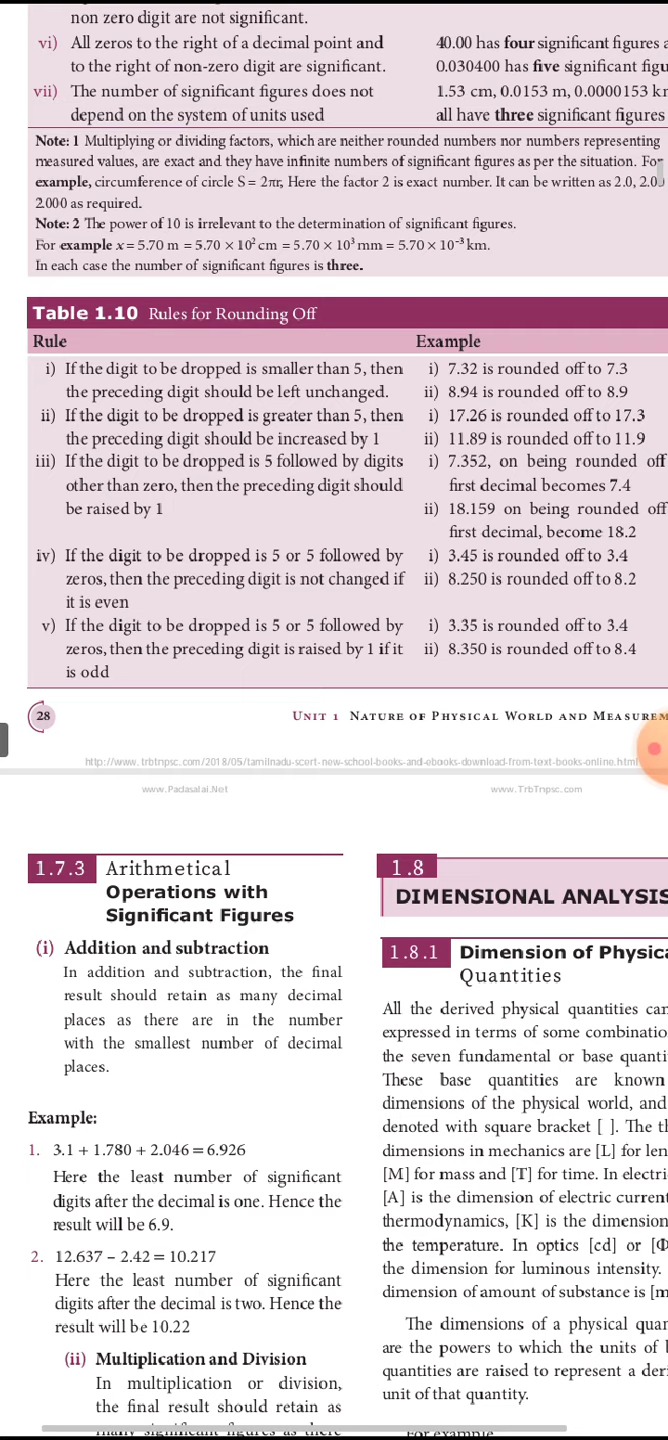 non zero digit are not significant.
vi) All zeros to the right of a decimal point and
to the right of non-zero digit are significant.
40.00 has four significant figures
0.030400 has five significant
vii) The number of significant figures does not
depend on the system of units used
1.53 cm, 0.0153 m, 0.0000153
all have three significant figures
Note: 1 Multiplying or dividing factors, which are neither rounded numbers nor numbers representing
measured values, are exact and they have infinite numbers of significant figures as per the situation. For
example, circumference of circle S = 2πr, Here the factor 2 is exact number. It can be written as 2.0, 2.00
2.000 as required.
Note: 2 The power of 10 is irrelevant to the determination of significant figures.
For example x = 5.70 m = 5.70 × 10² cm = 5.70 × 10³ mm = 5.70 × 10⁻³ km.
In each case the number of significant figures is three.
Table 1.10 Rules for Rounding Off
Rule Example
i) If the digit to be dropped is smaller than 5, then
the preceding digit should be left unchanged.
i) 7.32 is rounded off to 7.3
ii) 8.94 is rounded off to 8.9
ii) If the digit to be dropped is greater than 5, then
the preceding digit should be increased by 1
i) 17.26 is rounded off to 17.3
ii) 11.89 is rounded off to 11.9
iii) If the digit to be dropped is 5 followed by digits
other than zero, then the preceding digit should
be raised by 1
i) 7.352, on being rounded off
first decimal becomes 7.4
ii) 18.159 on being rounded off
first decimal, become 18.2
iv) If the digit to be dropped is 5 or 5 followed by
zeros, then the preceding digit is not changed if
it is even
i) 3.45 is rounded off to 3.4
ii) 8.250 is rounded off to 8.2
v) If the digit to be dropped is 5 or 5 followed by
zeros, then the preceding digit is raised by 1 if it
is odd
i) 3.35 is rounded off to 3.4
ii) 8.350 is rounded off to 8.4
28 UNIT 1 NATURE OF PHYSICAL WORLD AND
http://www.trbtnpsc.com/2018/05/tamilnadu-scert-new-school-books-and-ebooks-download-from-text-books-online.html
www.Padasalai.Net www.TrbTnpsc.com
1.7.3 Arithmetical
Operations with
Significant Figures
(i) Addition and subtraction
In addition and subtraction, the final
result should retain as many decimal
places as there are in the number
with the smallest number of decimal
places.
Example:
1. 3.1 + 1.780 + 2.046 = 6.926
Here the least number of significant
digits after the decimal is one. Hence the
result will be 6.9.
2. 12.637 – 2.42 = 10.217
Here the least number of significant
digits after the decimal is two. Hence the
result will be 10.22
(ii) Multiplication and Division
In multiplication or division,
the final result should retain as
many significant figures as there
1.8
DIMENSIONAL ANALYSIS
1.8.1 Dimension of
Quantities
All the derived physical quantities can
expressed in terms of some
the seven fundamental or base
These base quantities are known
dimensions of the physical world, and
denoted with square bracket [ ]. The
dimensions in mechanics are [L] for
[M] for mass and [T] for time. In
[A] is the dimension of electric current
thermodynamics, [K] is the dimension
the temperature. In optics [cd] or
the dimension for luminous intensity.
dimension of amount of substance is
The dimensions of a physical
are the powers to which the units of
quantities are raised to represent a
unit of that quantity.
For example